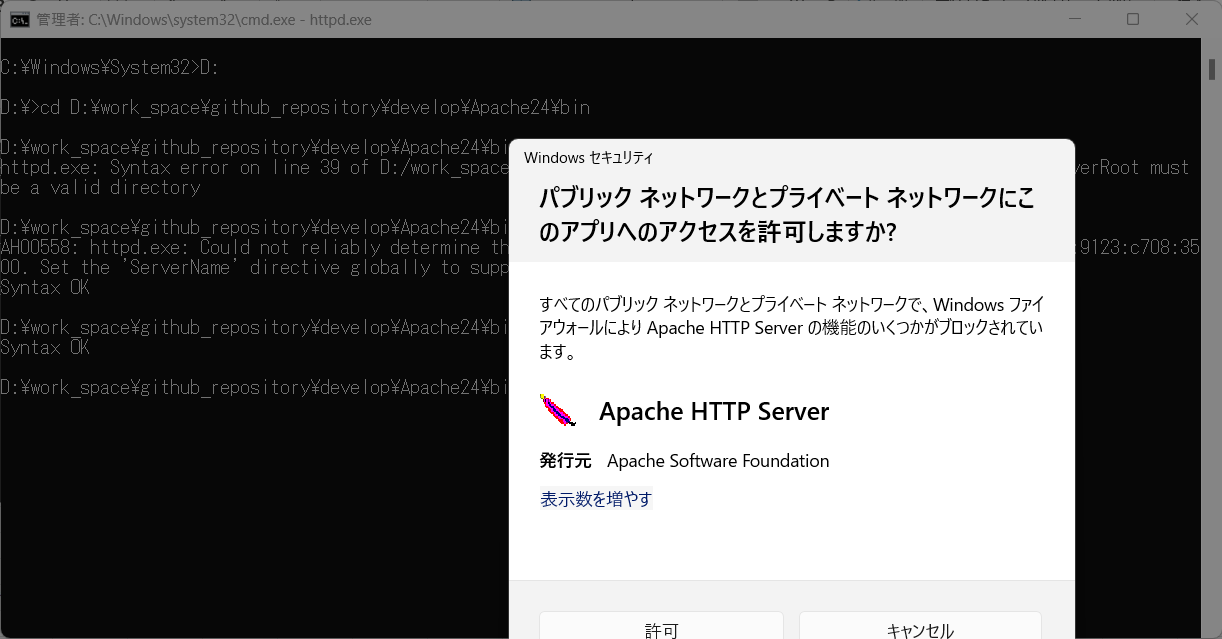 管理者: C:\Windows\system32\cmd.exe - httpd.exe
C:¥Windows¥System32>D:
D:¥>cd D:¥work_space¥github_repository¥develop¥Apache24¥bin
D:¥work_space¥github_repository¥develop¥Apache24¥bi
httpd.exe: Syntax error on line 39 of D:/work_space
verRoot must
be a valid directory
D:¥work_space¥github_repository¥develop¥Apache24¥bi
AH00558: httpd.exe: Could not reliably determine th
:9123:c708:35
00. Set the 'ServerName' directive globally to supp
Syntax OK
D:¥work_space¥github_repository¥develop¥Apache24¥bi
Syntax OK
D:¥work_space¥github_repository¥develop¥Apache24¥bi
Windows セキュリティ
パブリック ネットワークとプライベート ネットワークにこ
のアプリへのアクセスを許可しますか?
すべてのパブリック ネットワークとプライベート ネットワークで、Windows ファイ
アウォールにより Apache HTTP Server の機能のいくつかがブロックされてい
ます。
Apache HTTP Server
発行元 Apache Software Foundation
表示数を増やす
許可
キャンセル